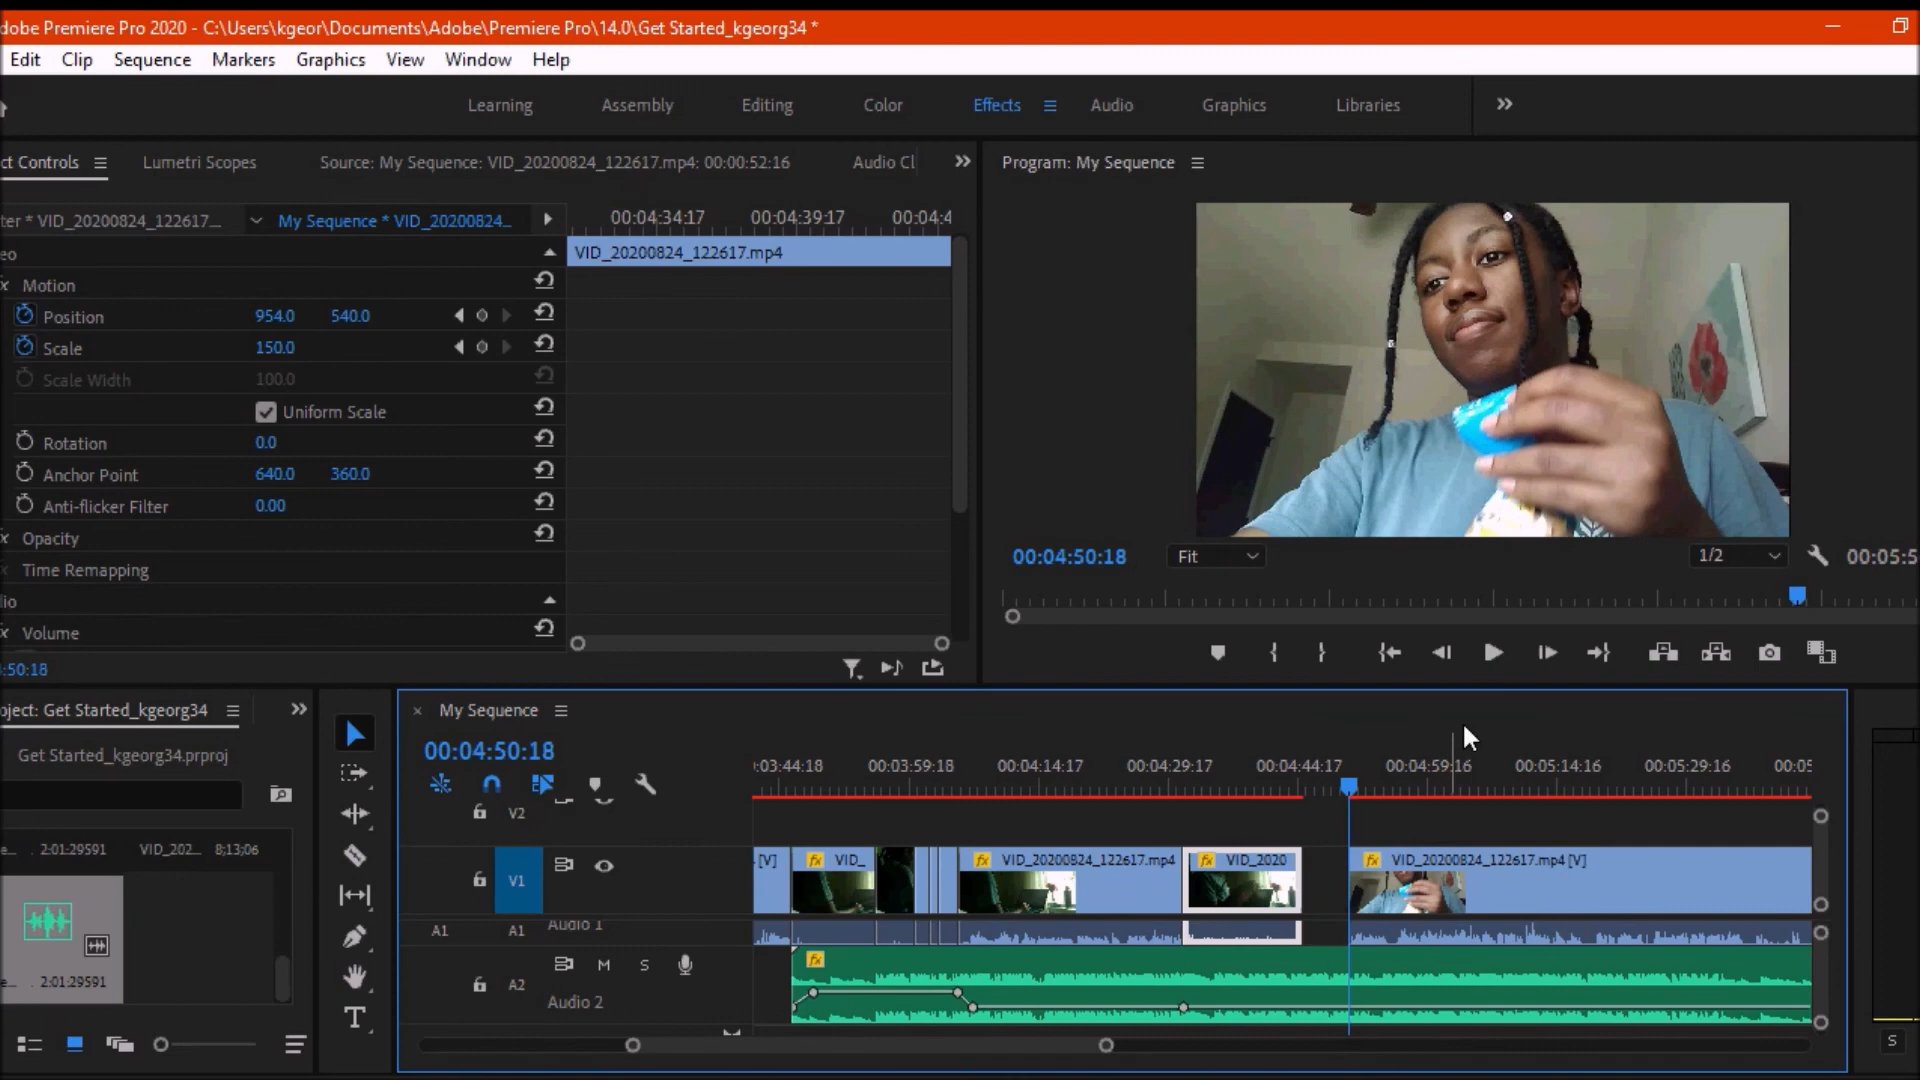 dobe Premiere Pro 2020 - C:\Users\kgeor\Documents\Adobe\Premiere Pro\14.0\Get Started_kgeorg34 *
Edit Clip Sequence Markers Graphics View Window Help
Learning Assembly Editing Color Effects Audio Graphics Libraries
ct Controls Lumetri Scopes Source: My Sequence: VID_20200824_122617.mp4: 00:00:52:16 Audio Cl
Program: My Sequence
ter * VID_20200824_122617... My Sequence * VID_20200824...
00:04:34:17 00:04:39:17 00:04:4
eo
VID_20200824_122617.mp4
Motion
Position 954.0 540.0
Scale 150.0
Scale Width 100.0
Uniform Scale
Rotation 0.0
Anchor Point 640.0 360.0
Anti-flicker Filter 0.00
Opacity
Time Remapping
io
Volume
:50:18
00:04:50:18 Fit 1/2 00:05:5
oject: Get Started_kgeorg34
Get Started_kgeorg34.prproj
e... . 2:01:29591 VID_202... 8;13;06
e... . 2:01:29591
My Sequence
00:04:50:18
:03:44:18 00:03:59:18 00:04:14:17 00:04:29:17 00:04:44:17 00:04:59:16 00:05:14:16 00:05:29:16 00:05
V2
V1
[V] fx VID_ fx VID_20200824_122617.mp4 fx VID_2020 fx VID_20200824_122617.mp4 [V]
A1 A1 Audio 1
M S fx
A2 Audio 2
S